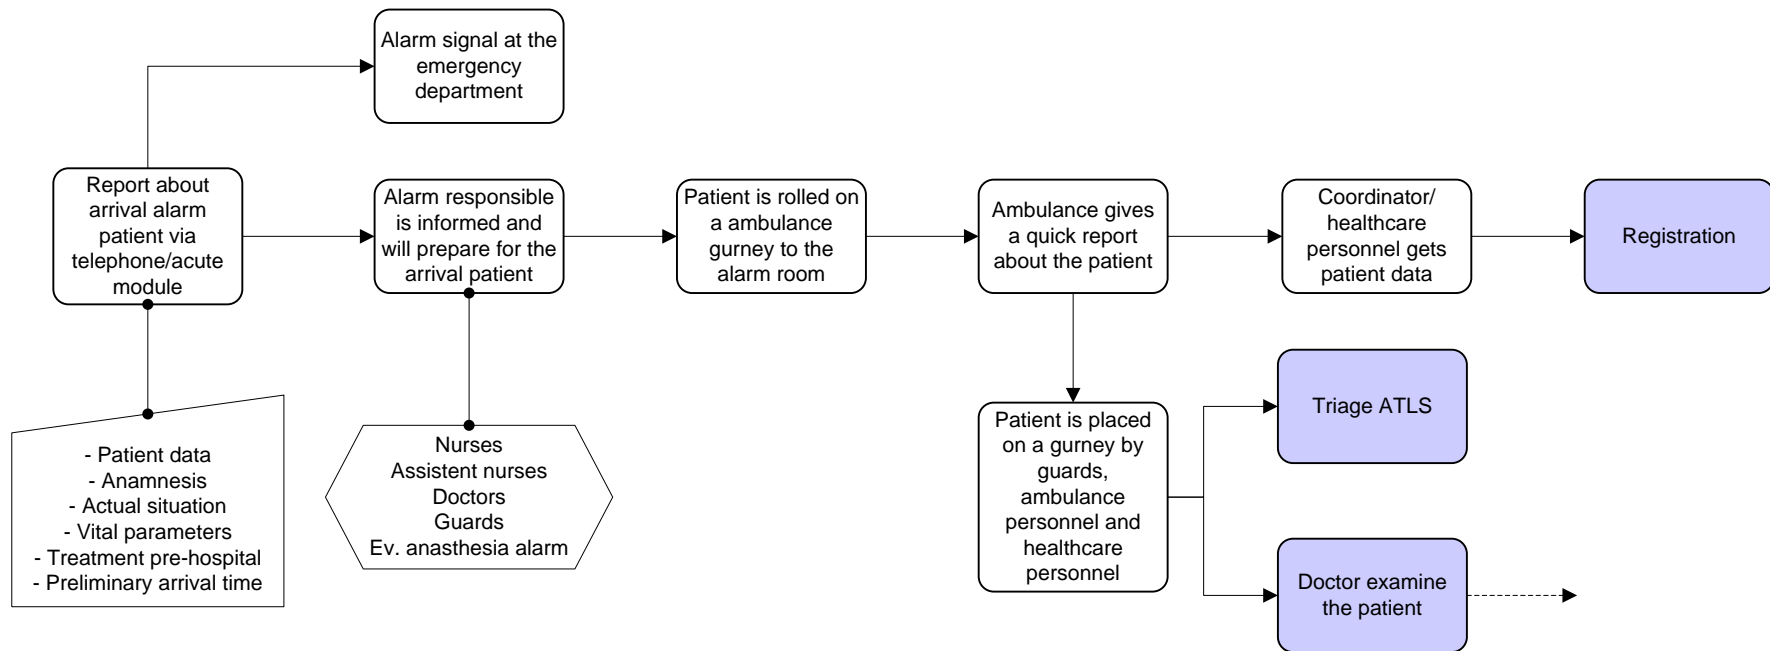 Alarm signal at the
emergency
department
Report about
arrival alarm
patient via
telephone/acute
module
Alarm responsible
is informed and
will prepare for the
arrival patient
Patient is rolled on
a ambulance
gurney to the
alarm room
Ambulance gives
a quick report
about the patient
Coordinator/
healthcare
personnel gets
patient data
Registration
- Patient data
- Anamnesis
- Actual situation
- Vital parameters
- Treatment pre-hospital
- Preliminary arrival time
Nurses
Assistent nurses
Doctors
Guards
Ev. anasthesia alarm
Patient is placed
on a gurney by
guards,
ambulance
personnel and
healthcare
personnel
Triage ATLS
Doctor examine
the patient